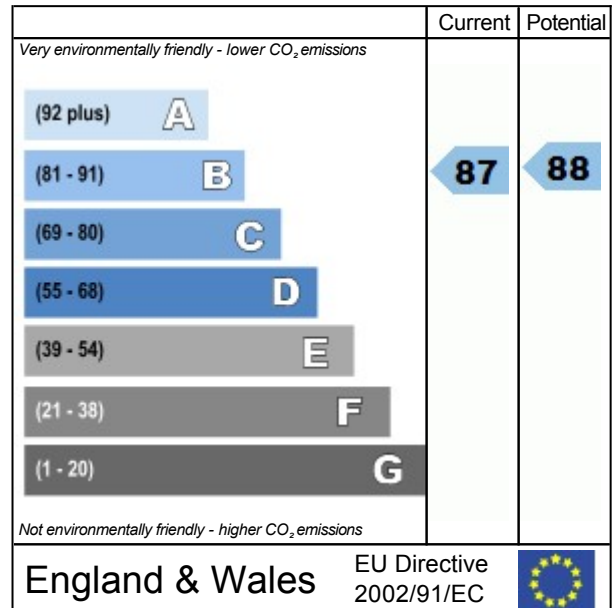 Current Potential
Very environmentally friendly - lower CO₂ emissions
(92 plus) A
(81 - 91) B 87 88
(69 - 80) C
(55 - 68) D
(39 - 54) E
(21 - 38) F
(1 - 20) G
Not environmentally friendly - higher CO₂ emissions
England & Wales
EU Directive
2002/91/EC